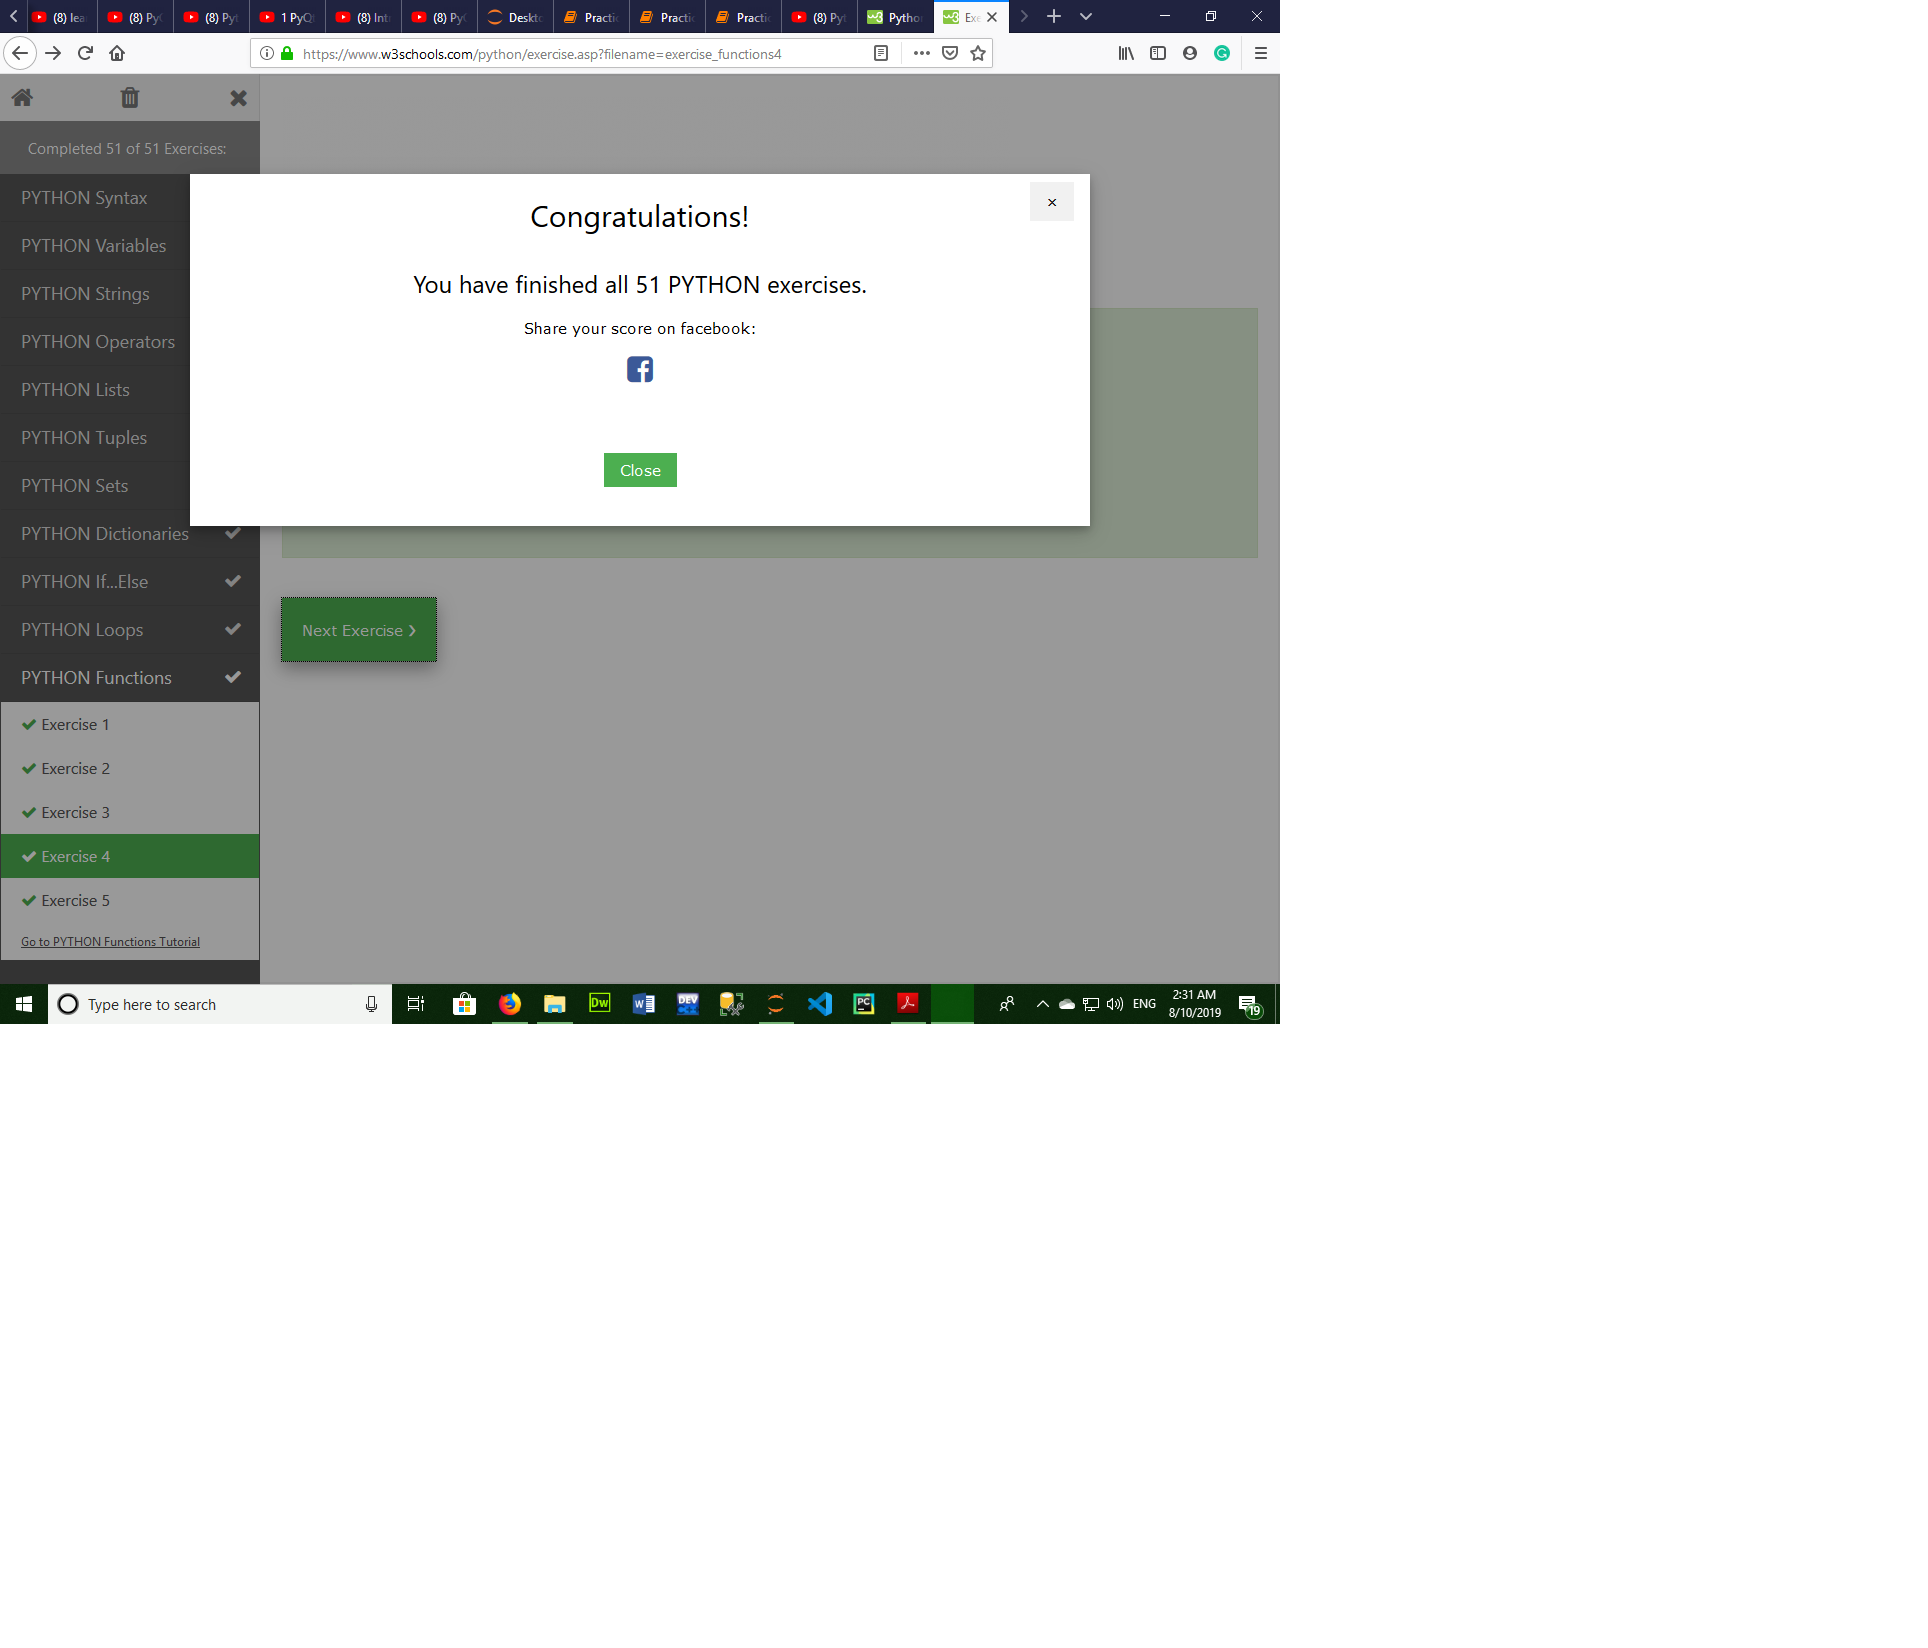 (8) lea
(8) Py
(8) Pyt
1 PyQ
(8) Int
(8) Py
Deskt
Practic
Practic
Practic
(8) Pyt
Pytho
Exe
https://www.w3schools.com/python/exercise.asp?filename=exercise_functions4
Completed 51 of 51 Exercises:
PYTHON Syntax
PYTHON Variables
PYTHON Strings
PYTHON Operators
PYTHON Lists
PYTHON Tuples
PYTHON Sets
PYTHON Dictionaries
PYTHON If...Else
PYTHON Loops
PYTHON Functions
Exercise 1
Exercise 2
Exercise 3
Exercise 4
Exercise 5
Go to PYTHON Functions Tutorial
Congratulations!
×
You have finished all 51 PYTHON exercises.
Share your score on facebook:
Close
Next Exercise ❯
Type here to search
Dw
W
DEV
PC
ENG
2:31 AM
8/10/2019
19